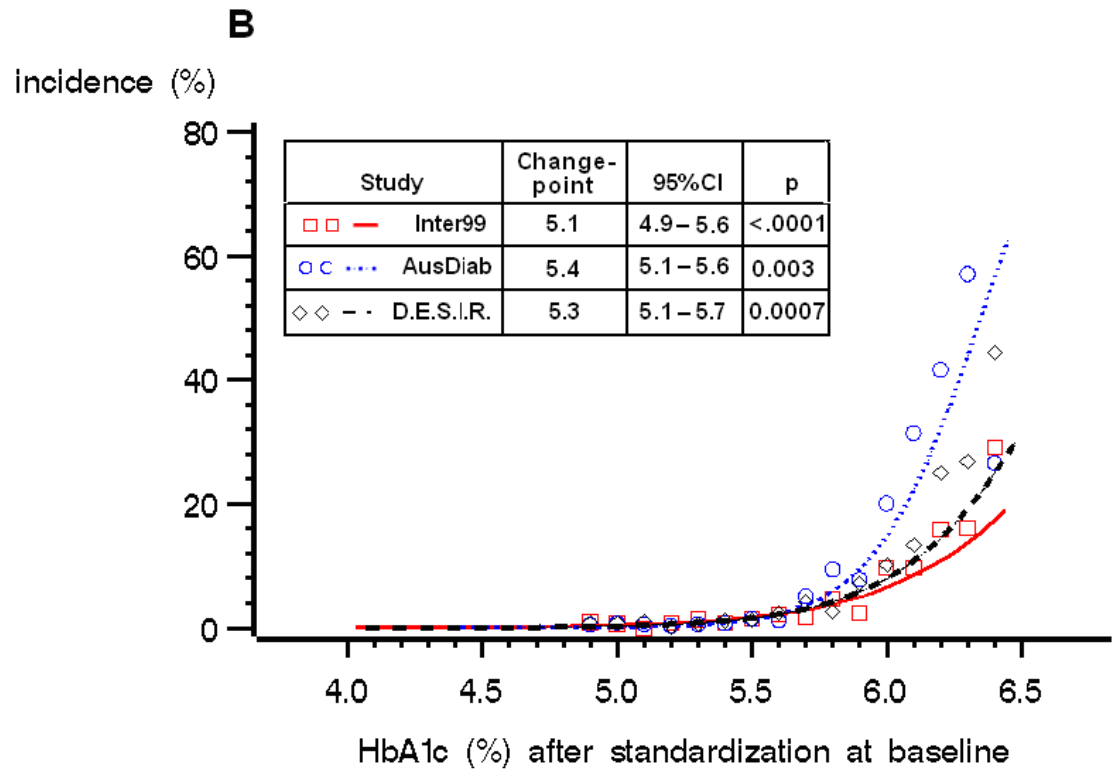 B
incidence (%)
80
60
40
20
0
Study Change-point 95%CI p
Inter99 5.1 4.9–5.6 <.0001
AusDiab 5.4 5.1–5.6 0.003
D.E.S.I.R. 5.3 5.1–5.7 0.0007
4.0 4.5 5.0 5.5 6.0 6.5
HbA1c (%) after standardization at baseline